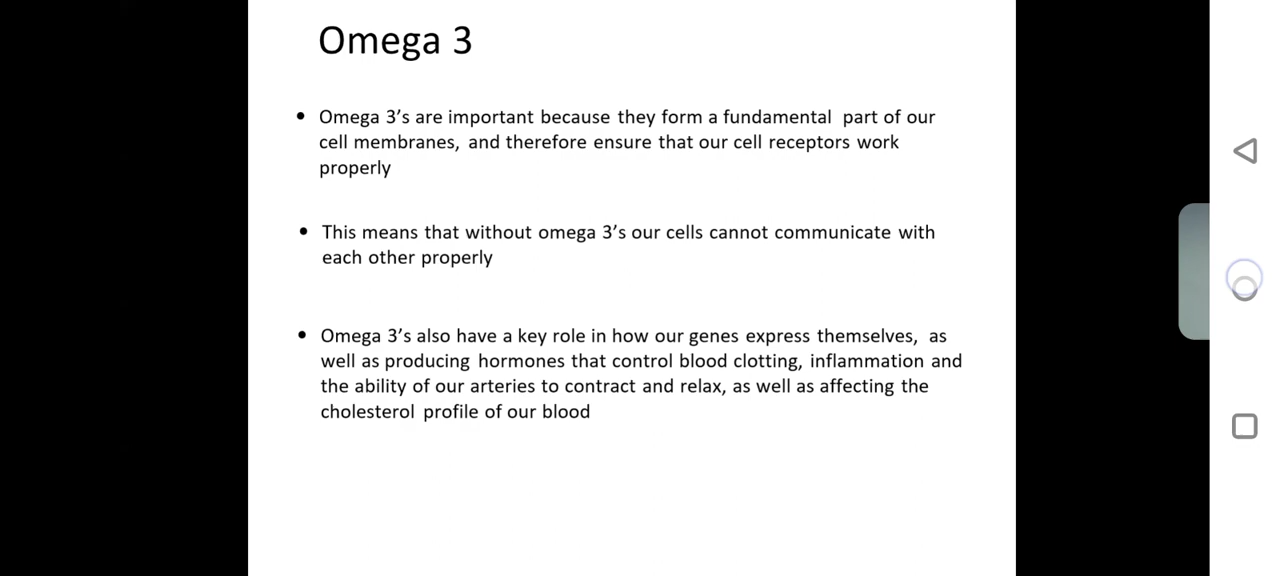 Omega 3
• Omega 3's are important because they form a fundamental part of our
cell membranes, and therefore ensure that our cell receptors work
properly
• This means that without omega 3's our cells cannot communicate with
each other properly
• Omega 3's also have a key role in how our genes express themselves, as
well as producing hormones that control blood clotting, inflammation and
the ability of our arteries to contract and relax, as well as affecting the
cholesterol profile of our blood